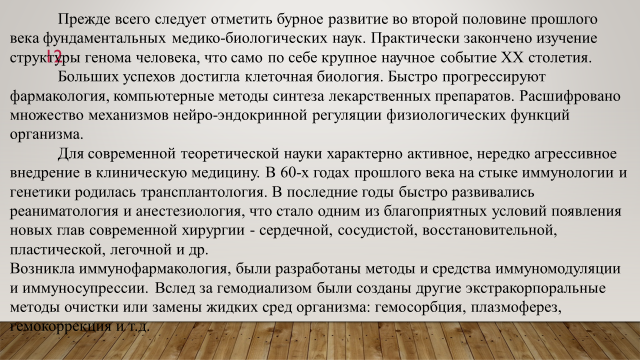 Прежде всего следует отметить бурное развитие во второй половине прошлого
века фундаментальных медико-биологических наук. Практически закончено изучение
структуры генома человека, что само по себе крупное научное событие XX столетия.
12
Больших успехов достигла клеточная биология. Быстро прогрессируют
фармакология, компьютерные методы синтеза лекарственных препаратов. Расшифровано
множество механизмов нейро-эндокринной регуляции физиологических функций
организма.
Для современной теоретической науки характерно активное, нередко агрессивное
внедрение в клиническую медицину. В 60-х годах прошлого века на стыке иммунологии и
генетики родилась трансплантология. В последние годы быстро развивались
реаниматология и анестезиология, что стало одним из благоприятных условий появления
новых глав современной хирургии - сердечной, сосудистой, восстановительной,
пластической, легочной и др.
Возникла иммунофармакология, были разработаны методы и средства иммуномодуляции
и иммуносупрессии. Вслед за гемодиализом были созданы другие экстракорпоральные
методы очистки или замены жидких сред организма: гемосорбция, плазмоферез,
гемокоррекция и т.д.